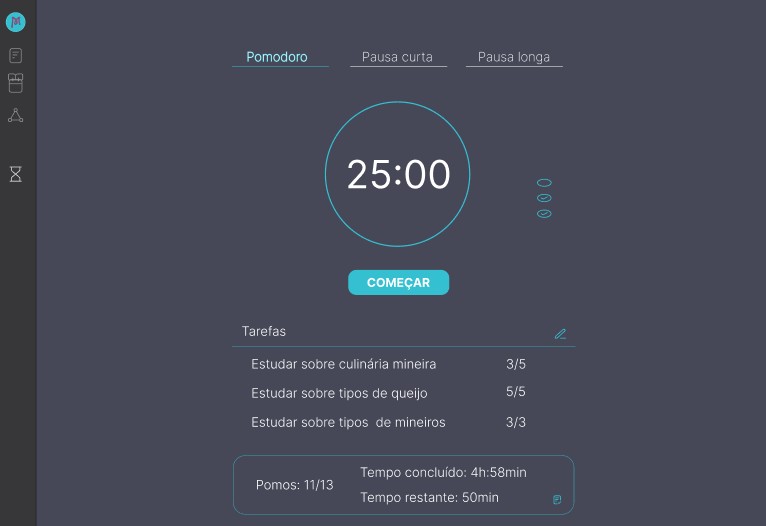 Pomodoro Pausa curta Pausa longa
25:00
COMEÇAR
Tarefas
Estudar sobre culinária mineira 3/5
Estudar sobre tipos de queijo 5/5
Estudar sobre tipos  de mineiros 3/3
Pomos: 11/13
Tempo concluído: 4h:58min
Tempo restante: 50min